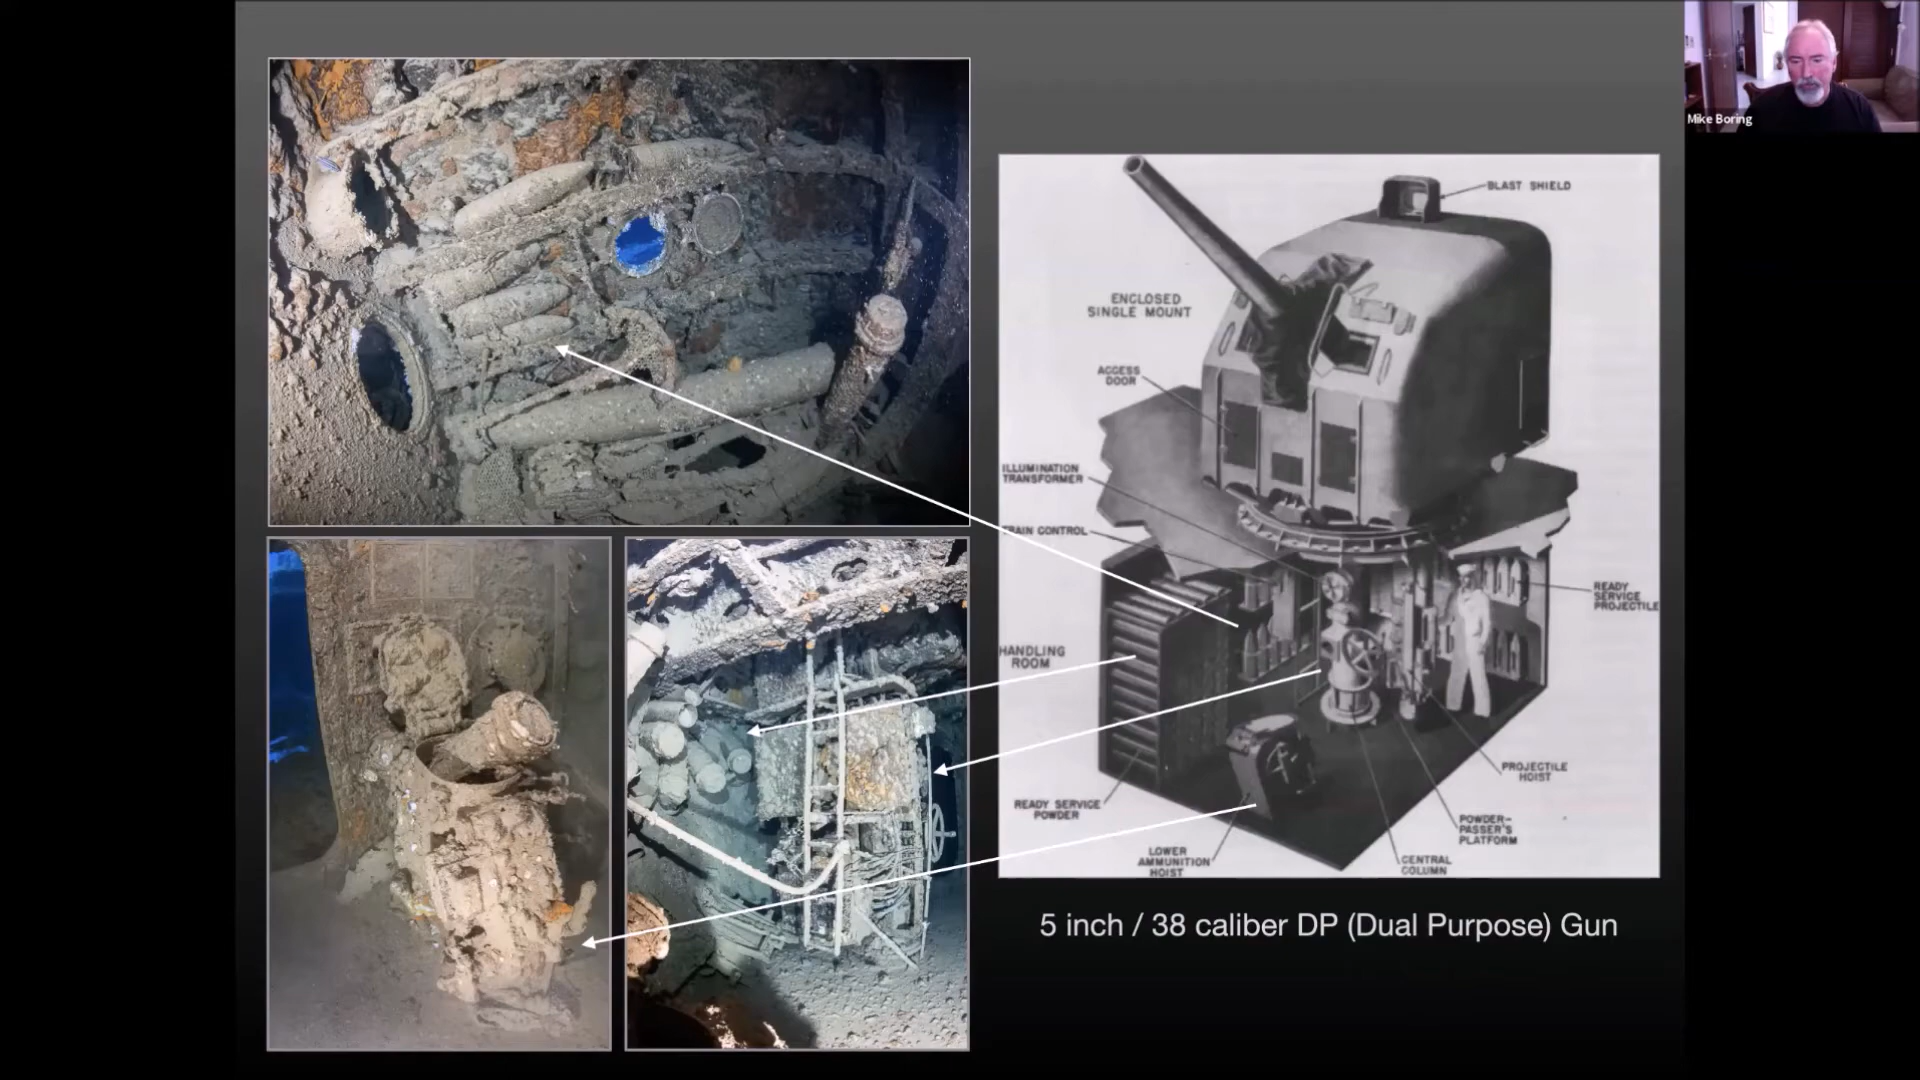 Mike Boring
BLAST SHIELD
ENCLOSED
SINGLE MOUNT
ACCESS
DOOR
ILLUMINATION
TRANSFORMER
TRAIN CONTROL
READY
SERVICE
PROJECTILE
HANDLING
ROOM
PROJECTILE
HOIST
READY SERVICE
POWDER
POWDER-
PASSER'S
PLATFORM
LOWER
AMMUNITION
HOIST
CENTRAL
COLUMN
5 inch / 38 caliber DP (Dual Purpose) Gun